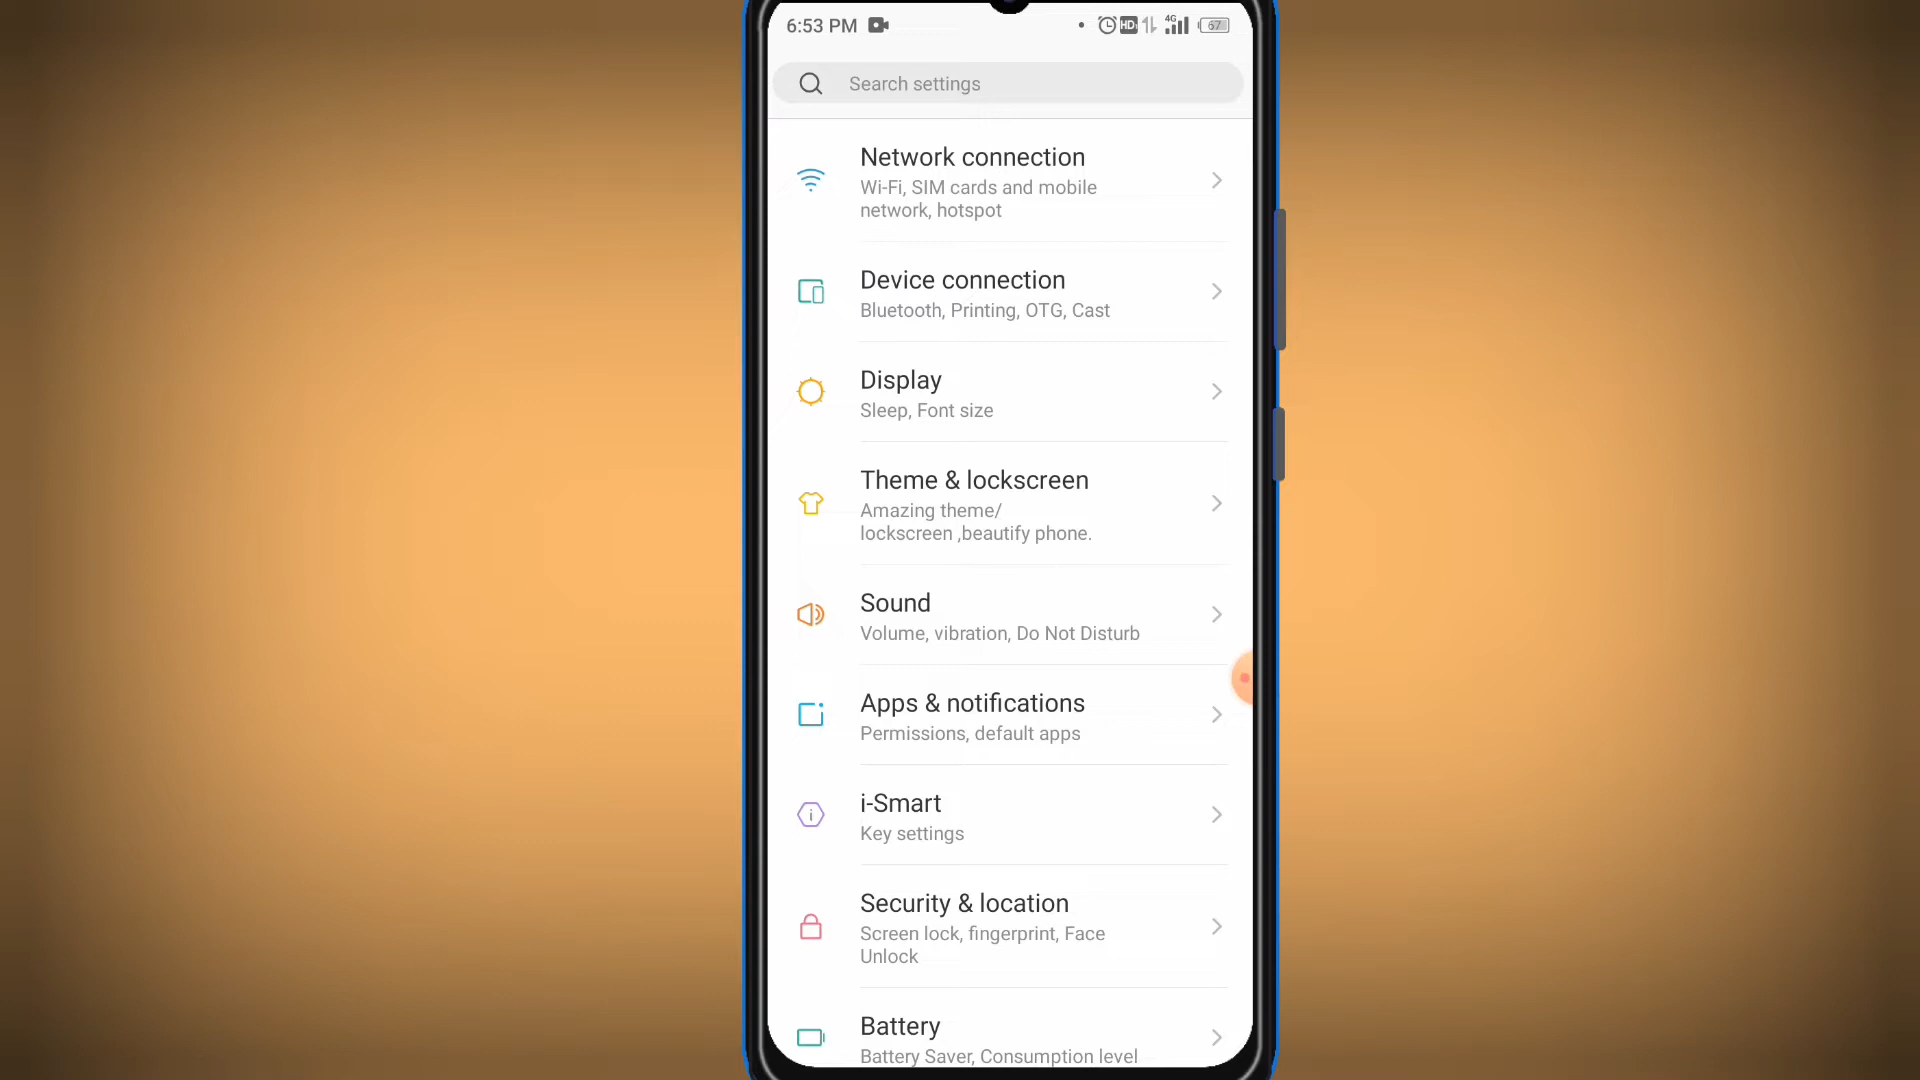 6:53 PM
HD
4G
67
Search settings
Network connection
Wi-Fi, SIM cards and mobile
network, hotspot
Device connection
Bluetooth, Printing, OTG, Cast
Display
Sleep, Font size
Theme & lockscreen
Amazing theme/
lockscreen ,beautify phone.
Sound
Volume, vibration, Do Not Disturb
Apps & notifications
Permissions, default apps
i-Smart
Key settings
Security & location
Screen lock, fingerprint, Face
Unlock
Battery
Battery Saver, Consumption level